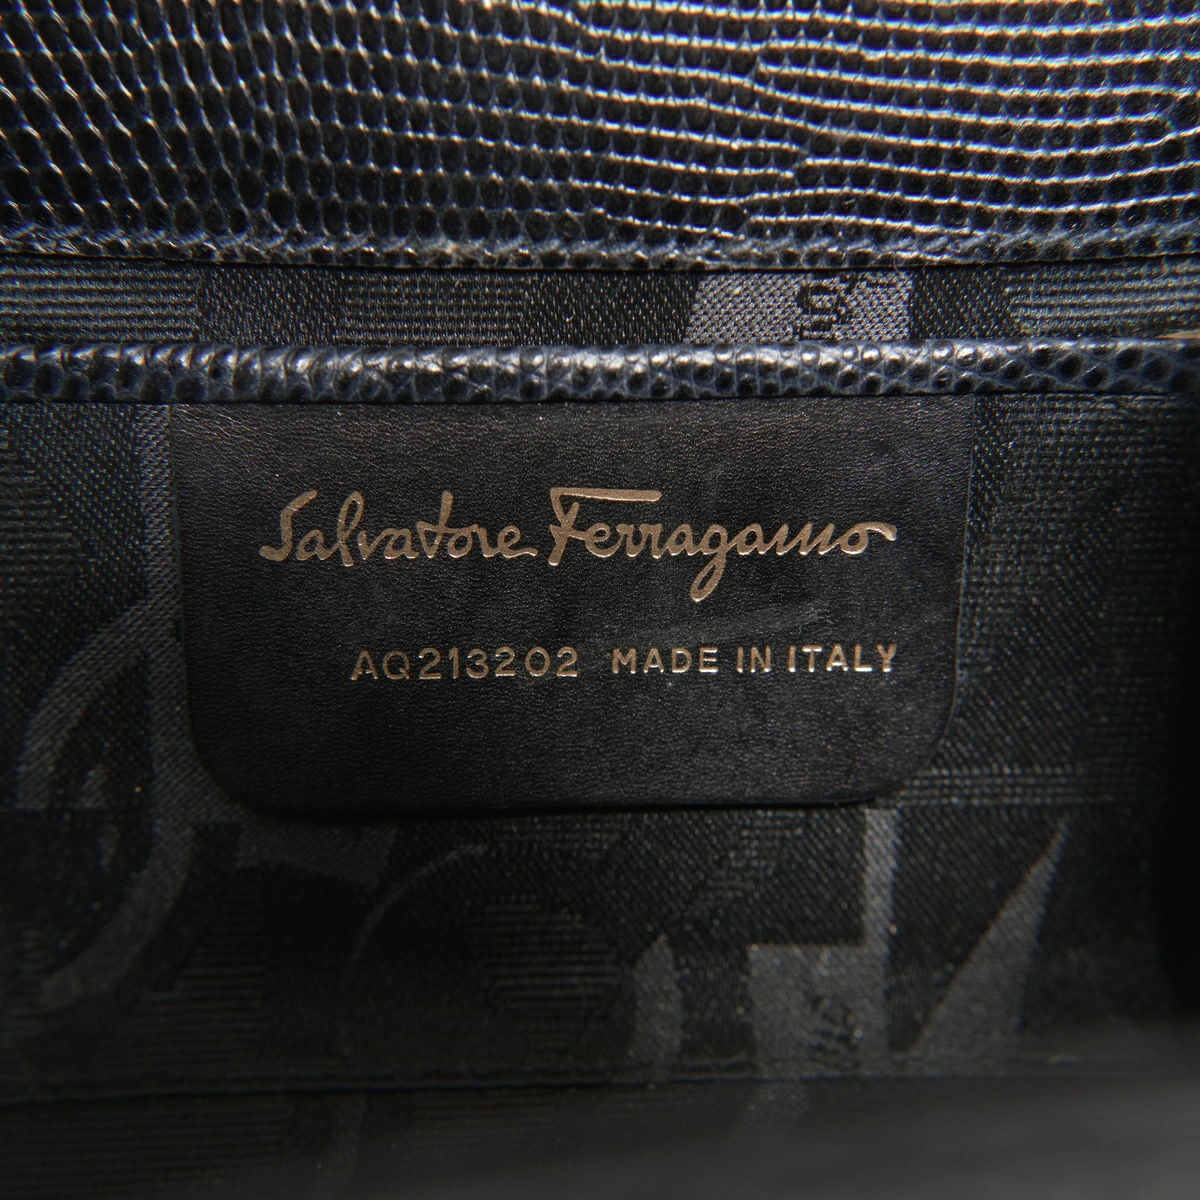 Salvatore Ferragamo
AQ213202 MADE IN ITALY